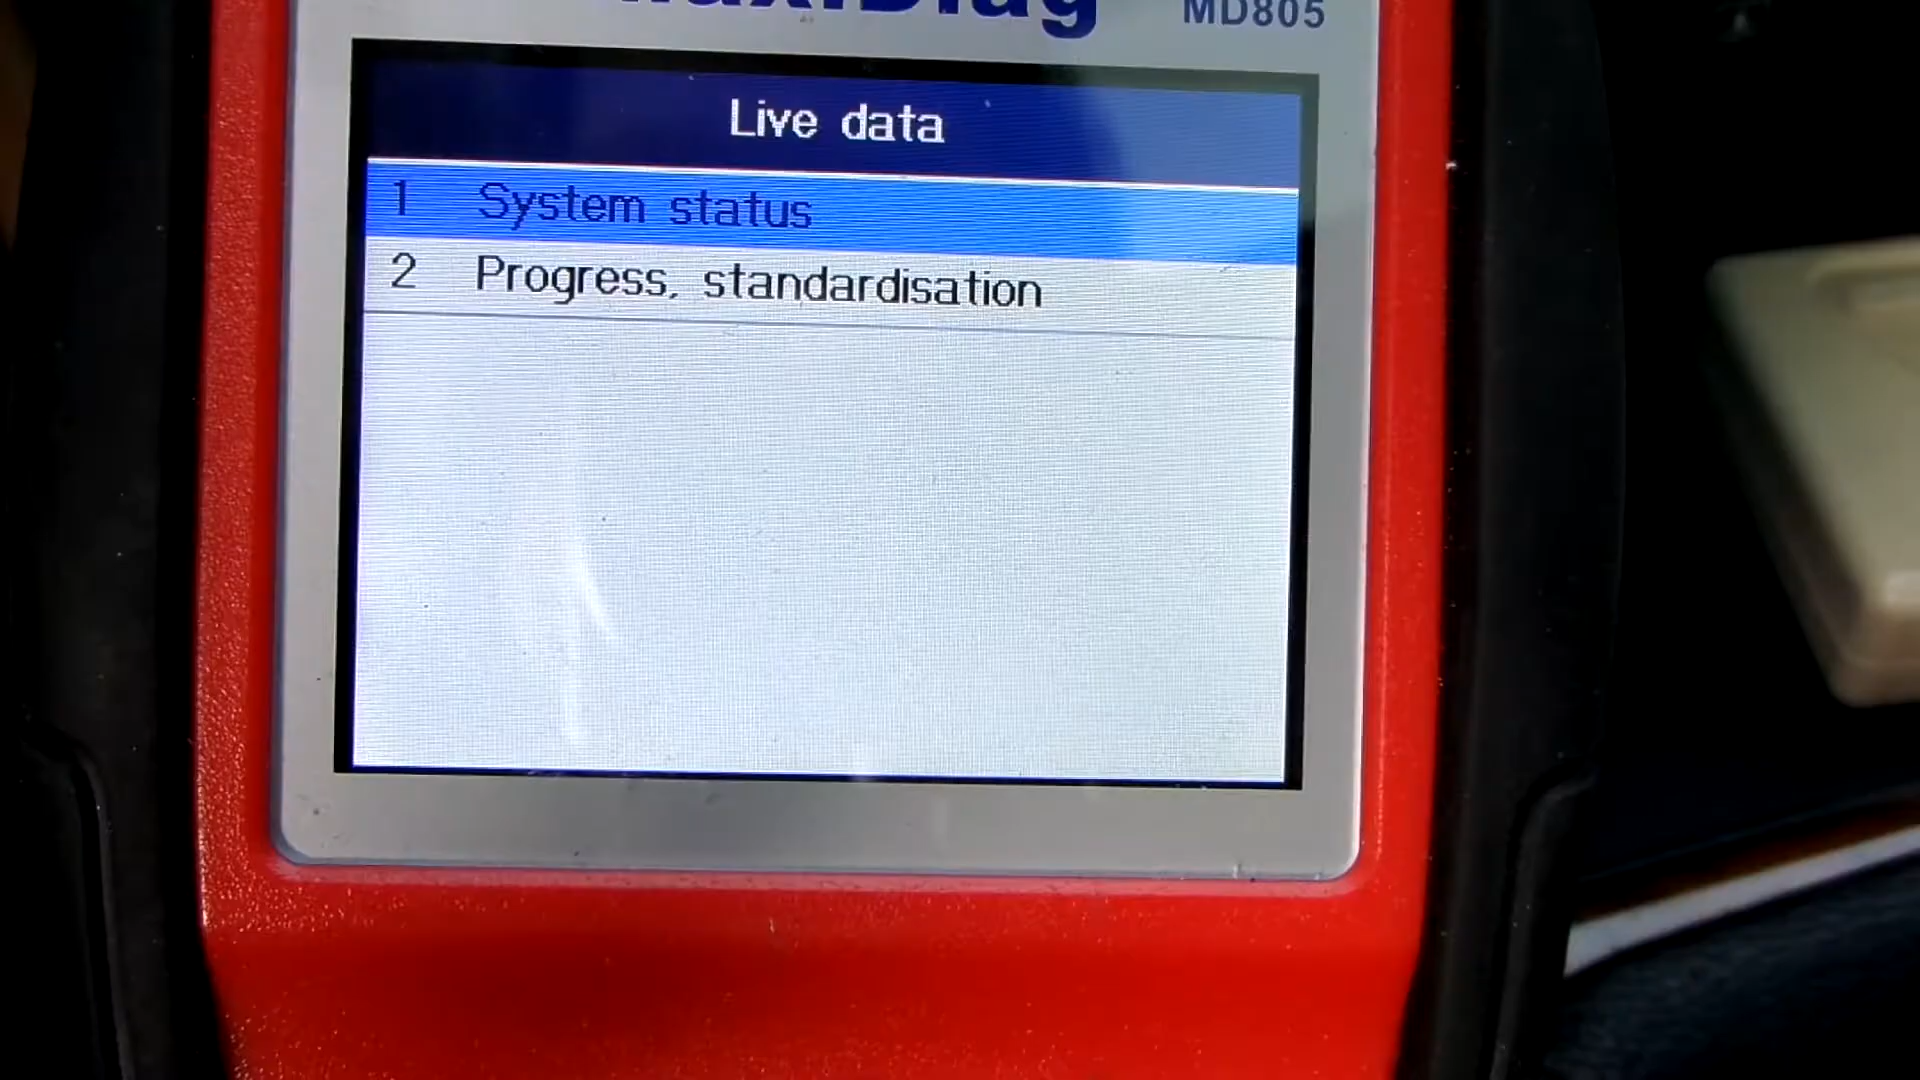 MD805
Live data
1 System status
2 Progress, standardisation